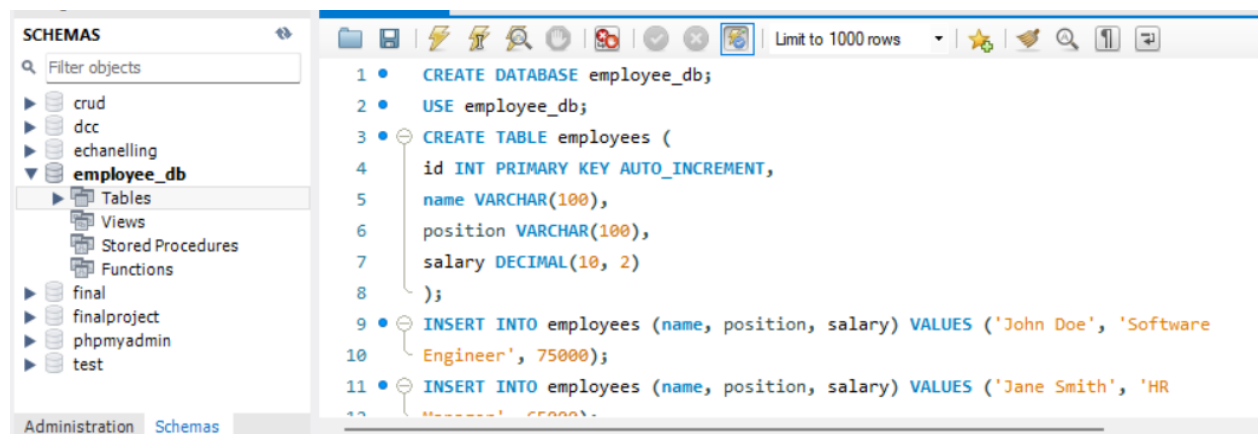 SCHEMAS
Filter objects
crud
dcc
echanelling
employee_db
Tables
Views
Stored Procedures
Functions
final
finalproject
phpmyadmin
test
Administration Schemas
Limit to 1000 rows
1 CREATE DATABASE employee_db;
2 USE employee_db;
3 CREATE TABLE employees (
4 id INT PRIMARY KEY AUTO_INCREMENT,
5 name VARCHAR(100),
6 position VARCHAR(100),
7 salary DECIMAL(10, 2)
8 );
9 INSERT INTO employees (name, position, salary) VALUES ('John Doe', 'Software
10 Engineer', 75000);
11 INSERT INTO employees (name, position, salary) VALUES ('Jane Smith', 'HR